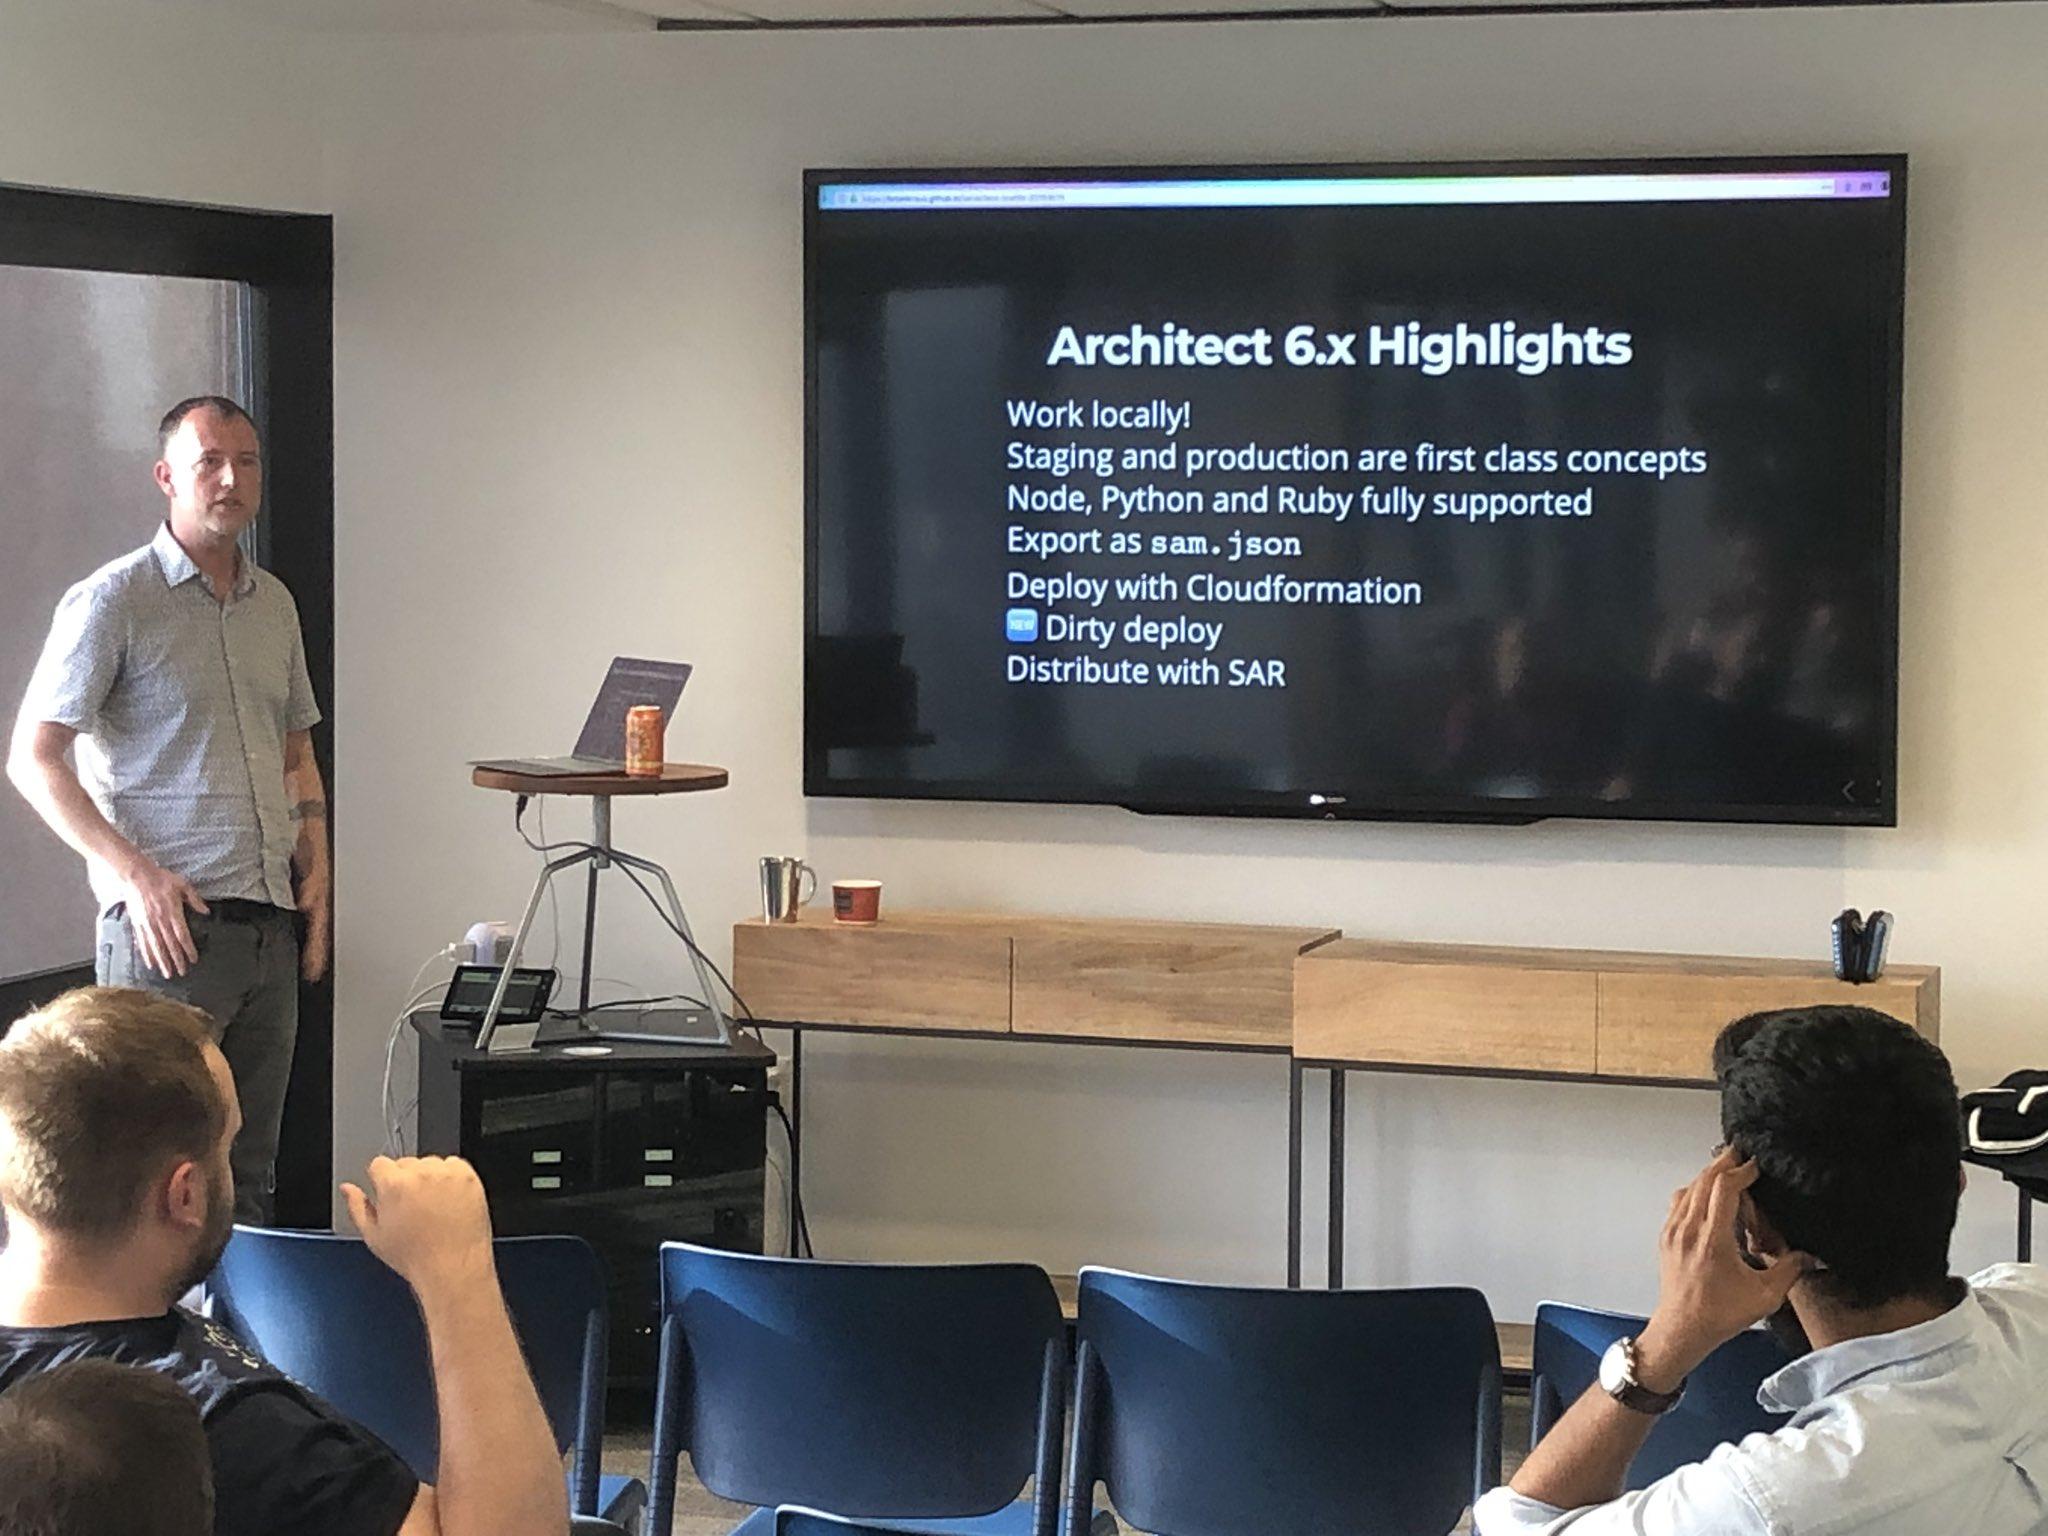 Architect 6.x Highlights
Work locally!
Staging and production are first class concepts
Node, Python and Ruby fully supported
Export as sam.json
Deploy with Cloudformation
NEW Dirty deploy
Distribute with SAR